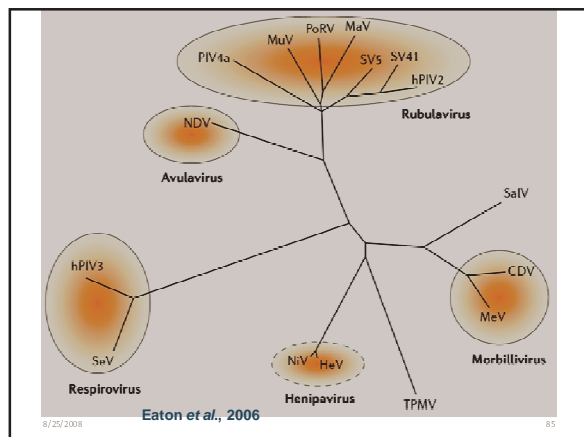 PoRV
MaV
MuV
PIV4a
SV5
SV41
hPIV2
Rubulavirus
NDV
Avulavirus
SalV
hPIV3
CDV
MeV
SeV
NiV
HeV
Morbillivirus
Respirovirus
Henipavirus
TPMV
Eaton et al., 2006
8/25/2008
85